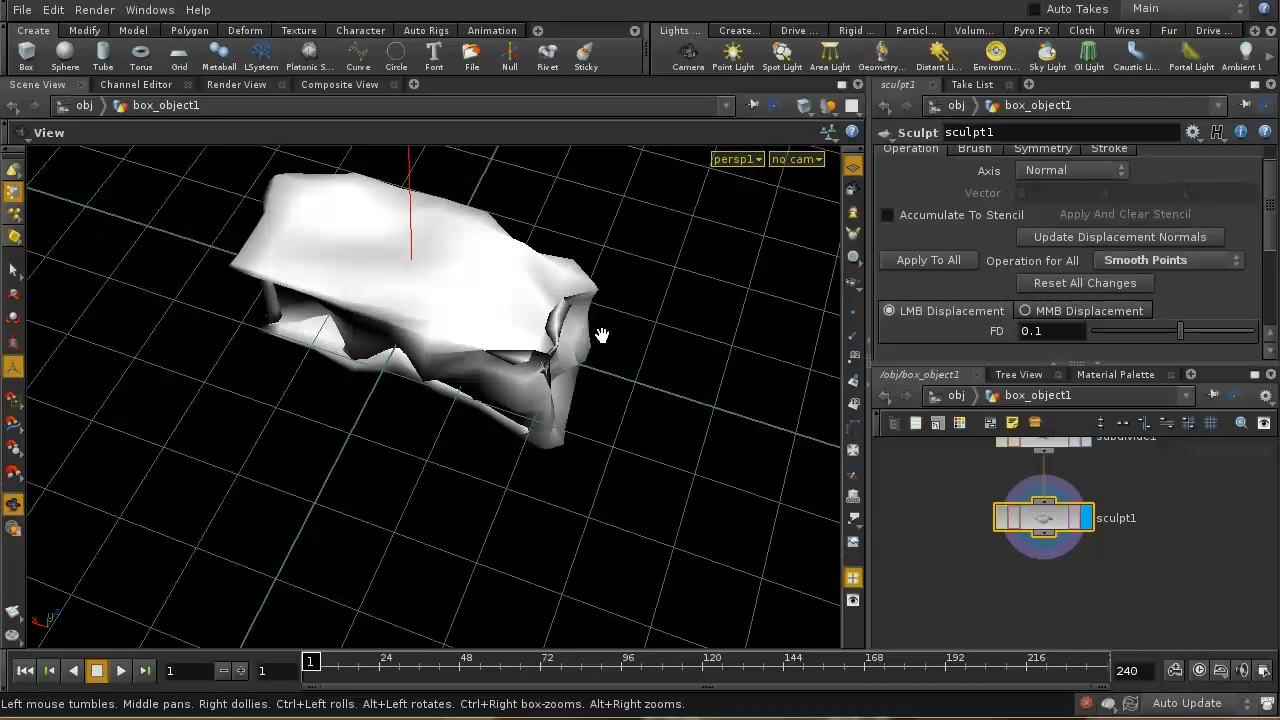 File Edit Render Windows Help
Auto Takes Main
Create Modify Model Polygon Deform Texture Character Auto Rigs Animation
Lights... Create... Drive ... Rigid ... Particl... Volum... Pyro FX Cloth Wires Fur Drive ...
Box Sphere Tube Torus Grid Metaball LSystem Platonic S... Curve Circle Font File Null Rivet Sticky
Camera Point Light Spot Light Area Light Geometry... Distant Li... Environm... Sky Light GI Light Caustic Li... Portal Light Ambient L
Scene View Channel Editor Render View Composite View
sculpt1 Take List
obj box_object1
obj box_object1
View
Sculpt sculpt1
persp1 no cam
Operation Brush Symmetry Stroke
Axis Normal
Vector 0 0 1
Accumulate To Stencil Apply And Clear Stencil
Update Displacement Normals
Apply To All Operation for All Smooth Points
Reset All Changes
LMB Displacement MMB Displacement
FD 0.1
/obj/box_object1 Tree View Material Palette
obj box_object1
subdivide1
sculpt1
x y z
1 1 1 24 48 72 96 120 144 168 192 216 240
Left mouse tumbles. Middle pans. Right dollies. Ctrl+Left rolls. Alt+Left rotates. Ctrl+Right box-zooms. Alt+Right zooms.
Auto Update